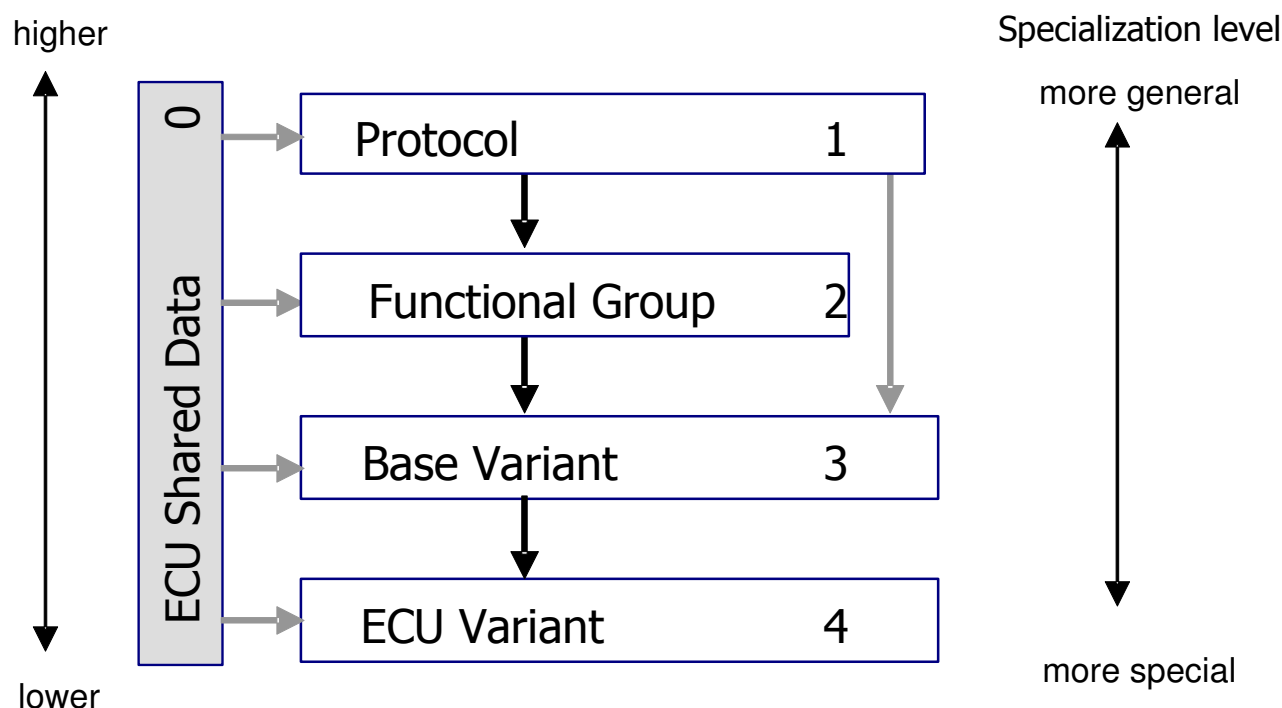 higher
Specialization level
more general
ECU Shared Data 0
Protocol 1
Functional Group 2
Base Variant 3
ECU Variant 4
more special
lower